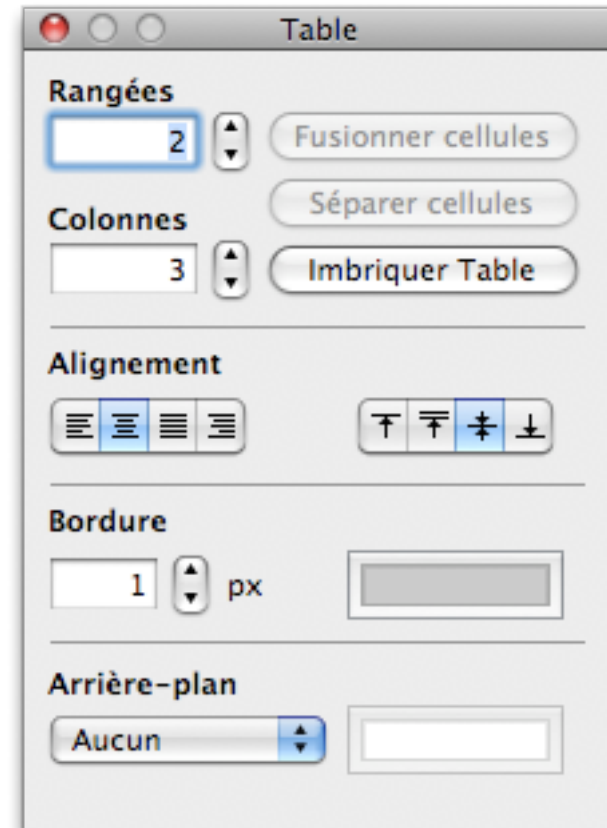 Table
Rangées
2
Fusionner cellules
Séparer cellules
Colonnes
3
Imbriquer Table
Alignement
Bordure
1 px
Arrière-plan
Aucun